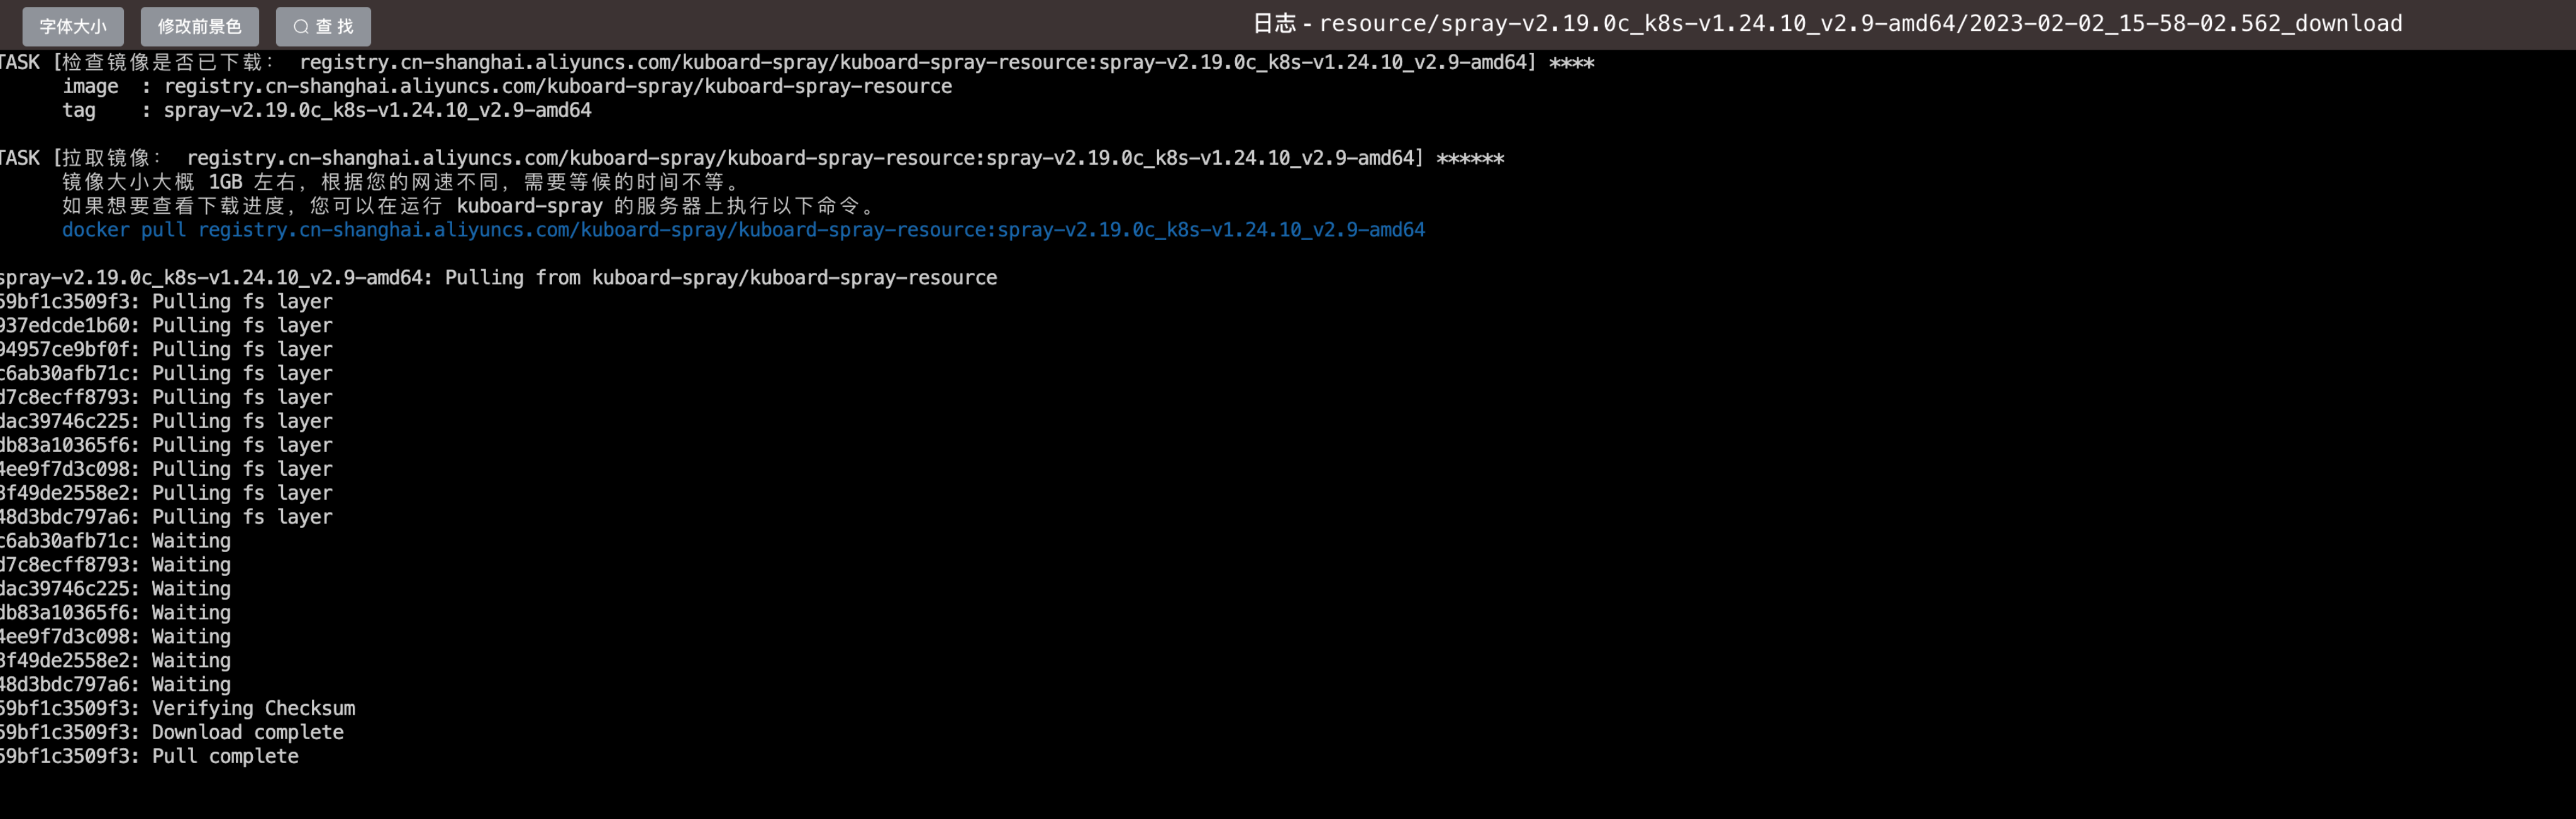 字体大小 修改前景色 查 找 日志 - resource/spray-v2.19.0c_k8s-v1.24.10_v2.9-amd64/2023-02-02_15-58-02.562_download
TASK [检查镜像是否已下载： registry.cn-shanghai.aliyuncs.com/kuboard-spray/kuboard-spray-resource:spray-v2.19.0c_k8s-v1.24.10_v2.9-amd64] ****
image : registry.cn-shanghai.aliyuncs.com/kuboard-spray/kuboard-spray-resource
tag : spray-v2.19.0c_k8s-v1.24.10_v2.9-amd64
TASK [拉取镜像： registry.cn-shanghai.aliyuncs.com/kuboard-spray/kuboard-spray-resource:spray-v2.19.0c_k8s-v1.24.10_v2.9-amd64] ******
镜像大小大概 1GB 左右，根据您的网速不同，需要等候的时间不等。
如果想要查看下载进度，您可以在运行 kuboard-spray 的服务器上执行以下命令。
docker pull registry.cn-shanghai.aliyuncs.com/kuboard-spray/kuboard-spray-resource:spray-v2.19.0c_k8s-v1.24.10_v2.9-amd64
spray-v2.19.0c_k8s-v1.24.10_v2.9-amd64: Pulling from kuboard-spray/kuboard-spray-resource
59bf1c3509f3: Pulling fs layer
937edcde1b60: Pulling fs layer
94957ce9bf0f: Pulling fs layer
c6ab30afb71c: Pulling fs layer
d7c8ecff8793: Pulling fs layer
dac39746c225: Pulling fs layer
db83a10365f6: Pulling fs layer
4ee9f7d3c098: Pulling fs layer
3f49de2558e2: Pulling fs layer
48d3bdc797a6: Pulling fs layer
c6ab30afb71c: Waiting
d7c8ecff8793: Waiting
dac39746c225: Waiting
db83a10365f6: Waiting
4ee9f7d3c098: Waiting
3f49de2558e2: Waiting
48d3bdc797a6: Waiting
59bf1c3509f3: Verifying Checksum
59bf1c3509f3: Download complete
59bf1c3509f3: Pull complete